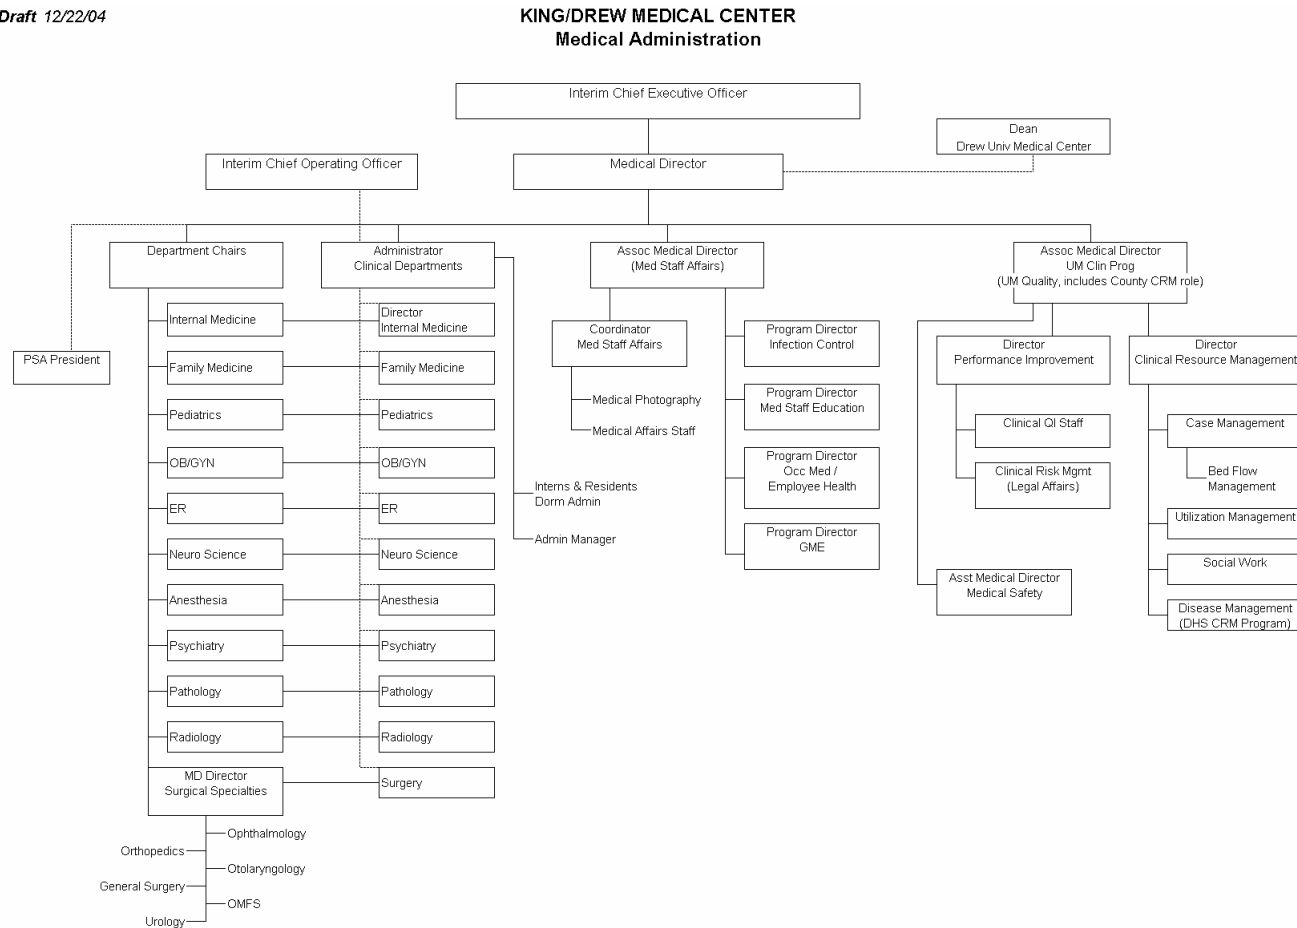 Draft 12/22/04
KING/DREW MEDICAL CENTER
Medical Administration
Interim Chief Executive Officer
Dean
Drew Univ Medical Center
Interim Chief Operating Officer
Medical Director
Department Chairs
Administrator
Clinical Departments
Assoc Medical Director
(Med Staff Affairs)
Assoc Medical Director
UM Clin Prog
(UM Quality, includes County CRM role)
PSA President
Internal Medicine
Family Medicine
Pediatrics
OB/GYN
ER
Neuro Science
Anesthesia
Psychiatry
Pathology
Radiology
MD Director
Surgical Specialties
Ophthalmology
Orthopedics
Otolaryngology
General Surgery
OMFS
Urology
Director
Internal Medicine
Family Medicine
Pediatrics
OB/GYN
ER
Neuro Science
Anesthesia
Psychiatry
Pathology
Radiology
Surgery
Interns & Residents
Dorm Admin
Admin Manager
Coordinator
Med Staff Affairs
Medical Photography
Medical Affairs Staff
Program Director
Infection Control
Program Director
Med Staff Education
Program Director
Occ Med /
Employee Health
Program Director
GME
Director
Performance Improvement
Clinical QI Staff
Clinical Risk Mgmt
(Legal Affairs)
Asst Medical Director
Medical Safety
Director
Clinical Resource Management
Case Management
Bed Flow
Management
Utilization Management
Social Work
Disease Management
(DHS CRM Program)